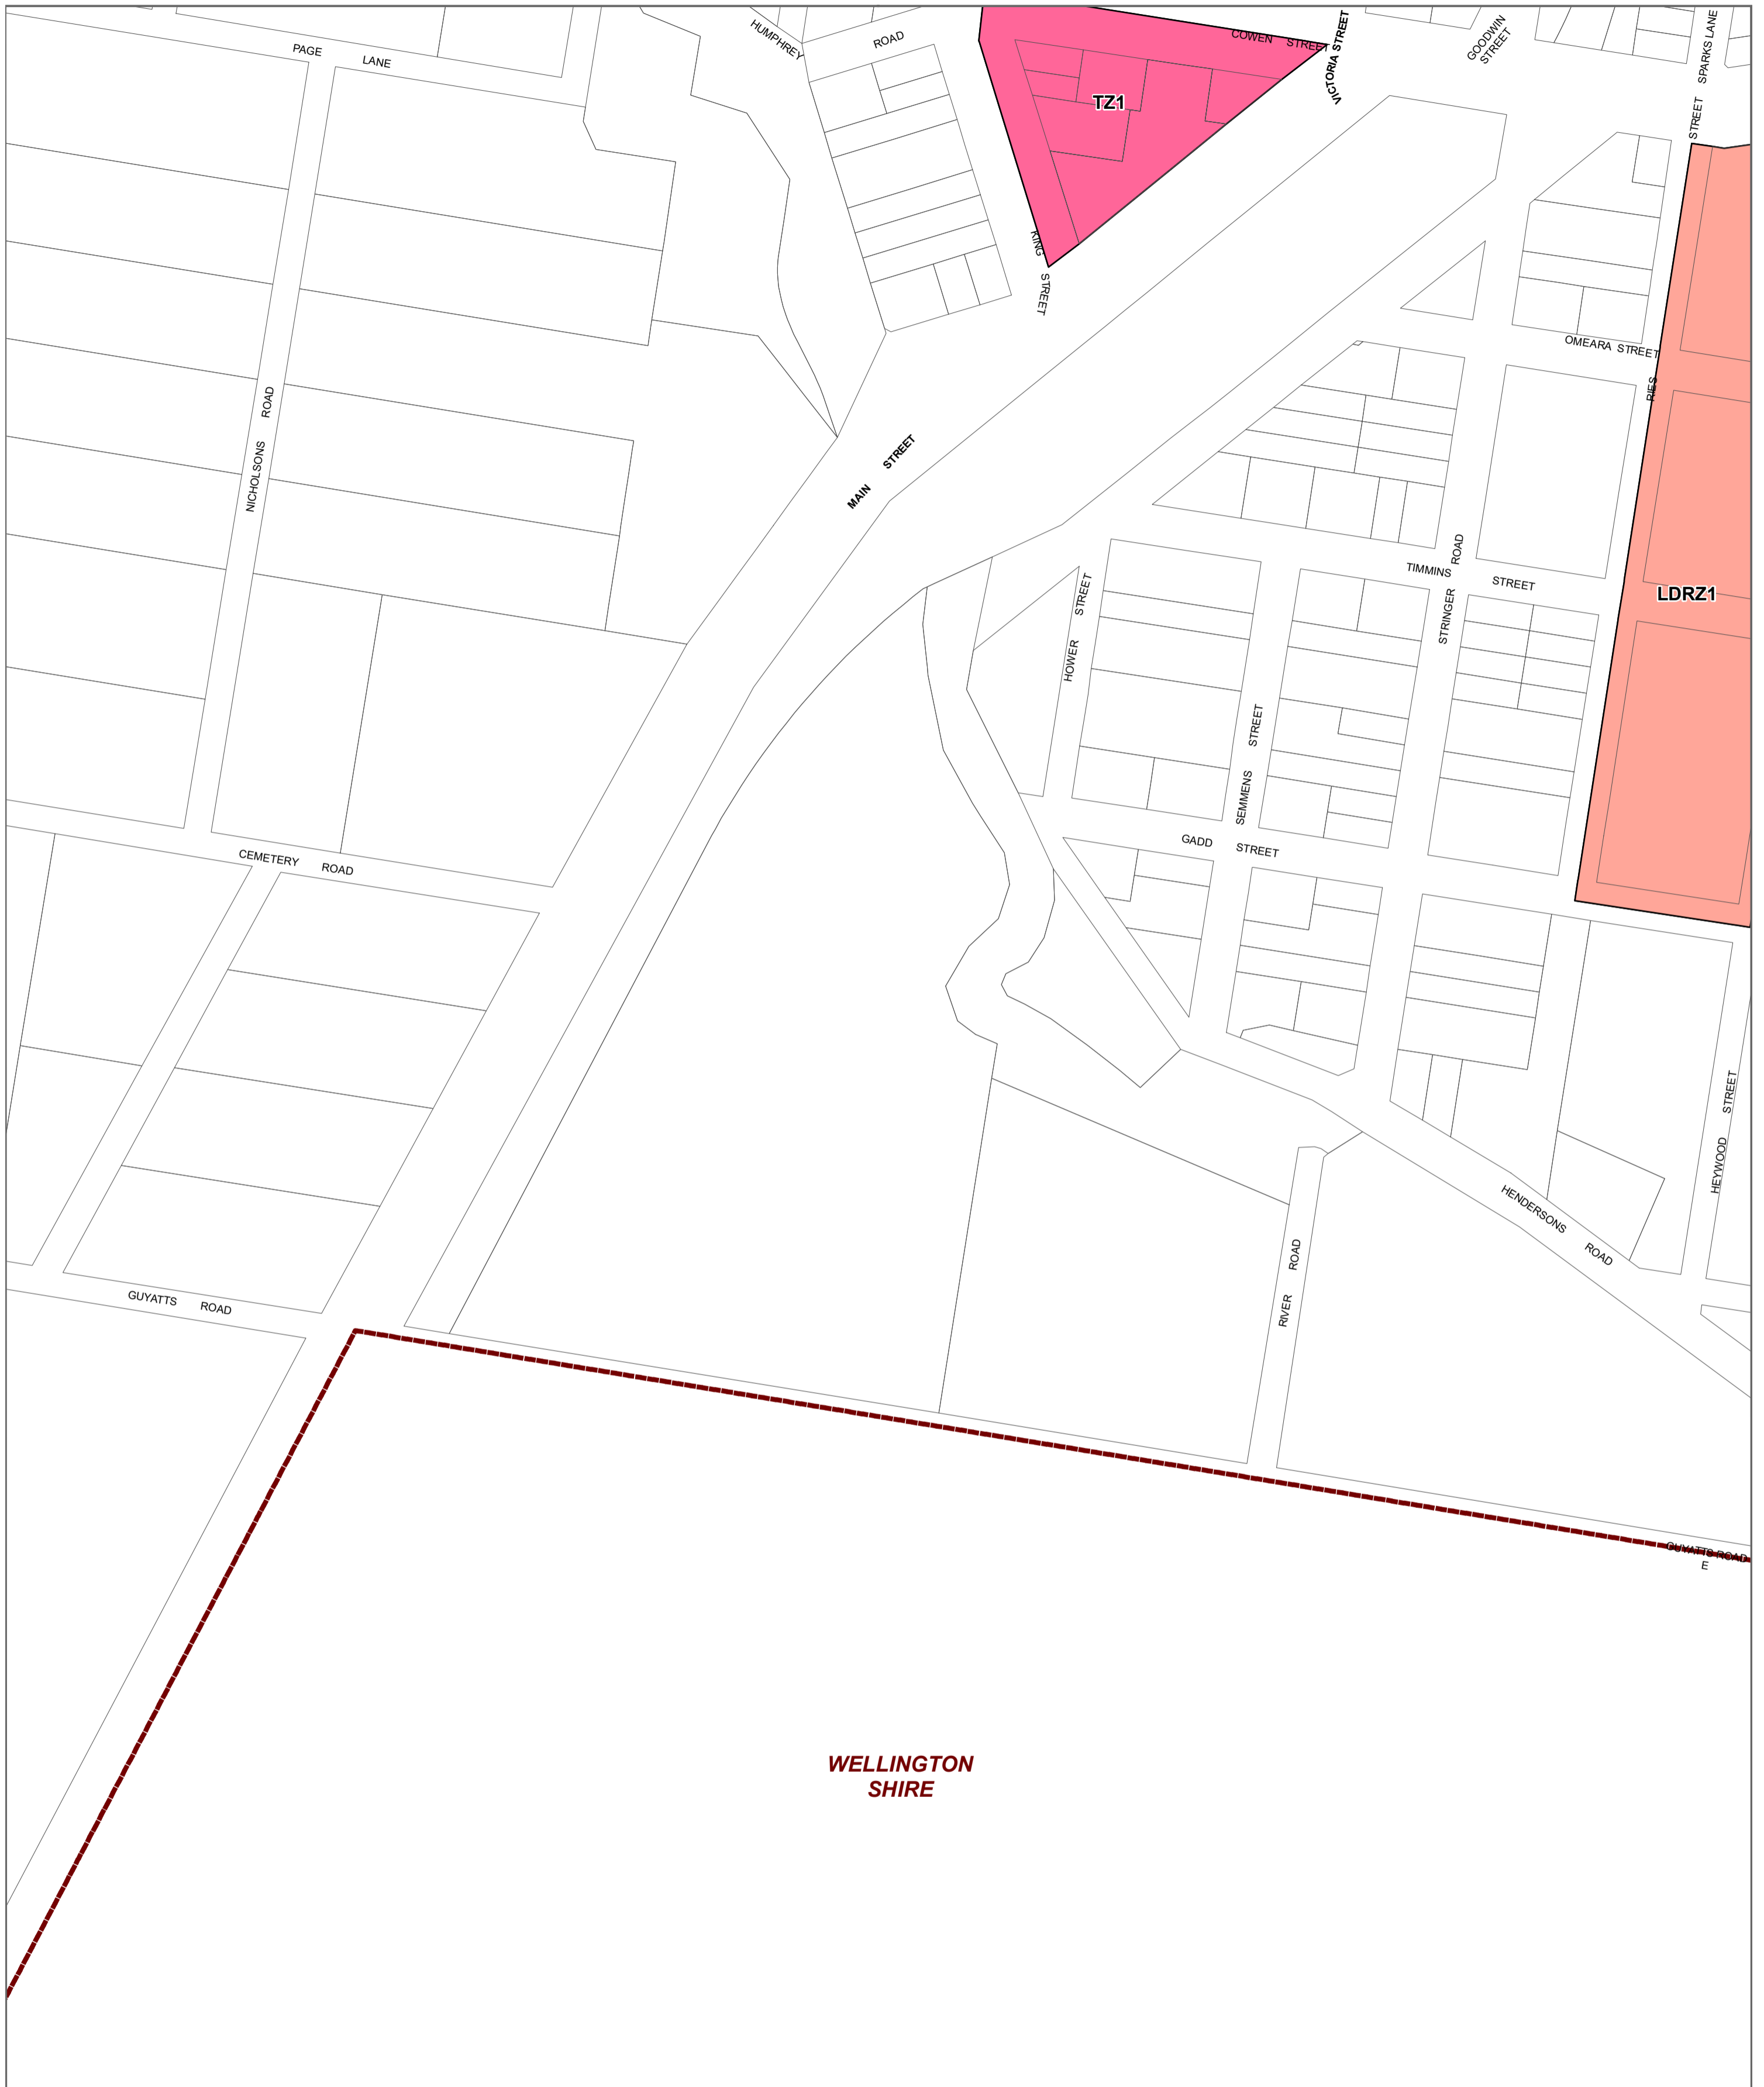 HUMPHREY
ROAD
COWEN STREET
VICTORIA STREET
GOODWIN
STREET
SPARKS LANE
STREET
PAGE LANE
TZ1
KING STREET
OMEARA STREET
RIES
NICHOLSONS ROAD
MAIN STREET
STRINGER ROAD
TIMMINS STREET
LDRZ1
HOWER STREET
SEMMENS STREET
GADD STREET
CEMETERY ROAD
HEYWOOD STREET
HENDERSONS ROAD
RIVER ROAD
GUYATTS ROAD
GUYATTS ROAD
E
WELLINGTON
SHIRE